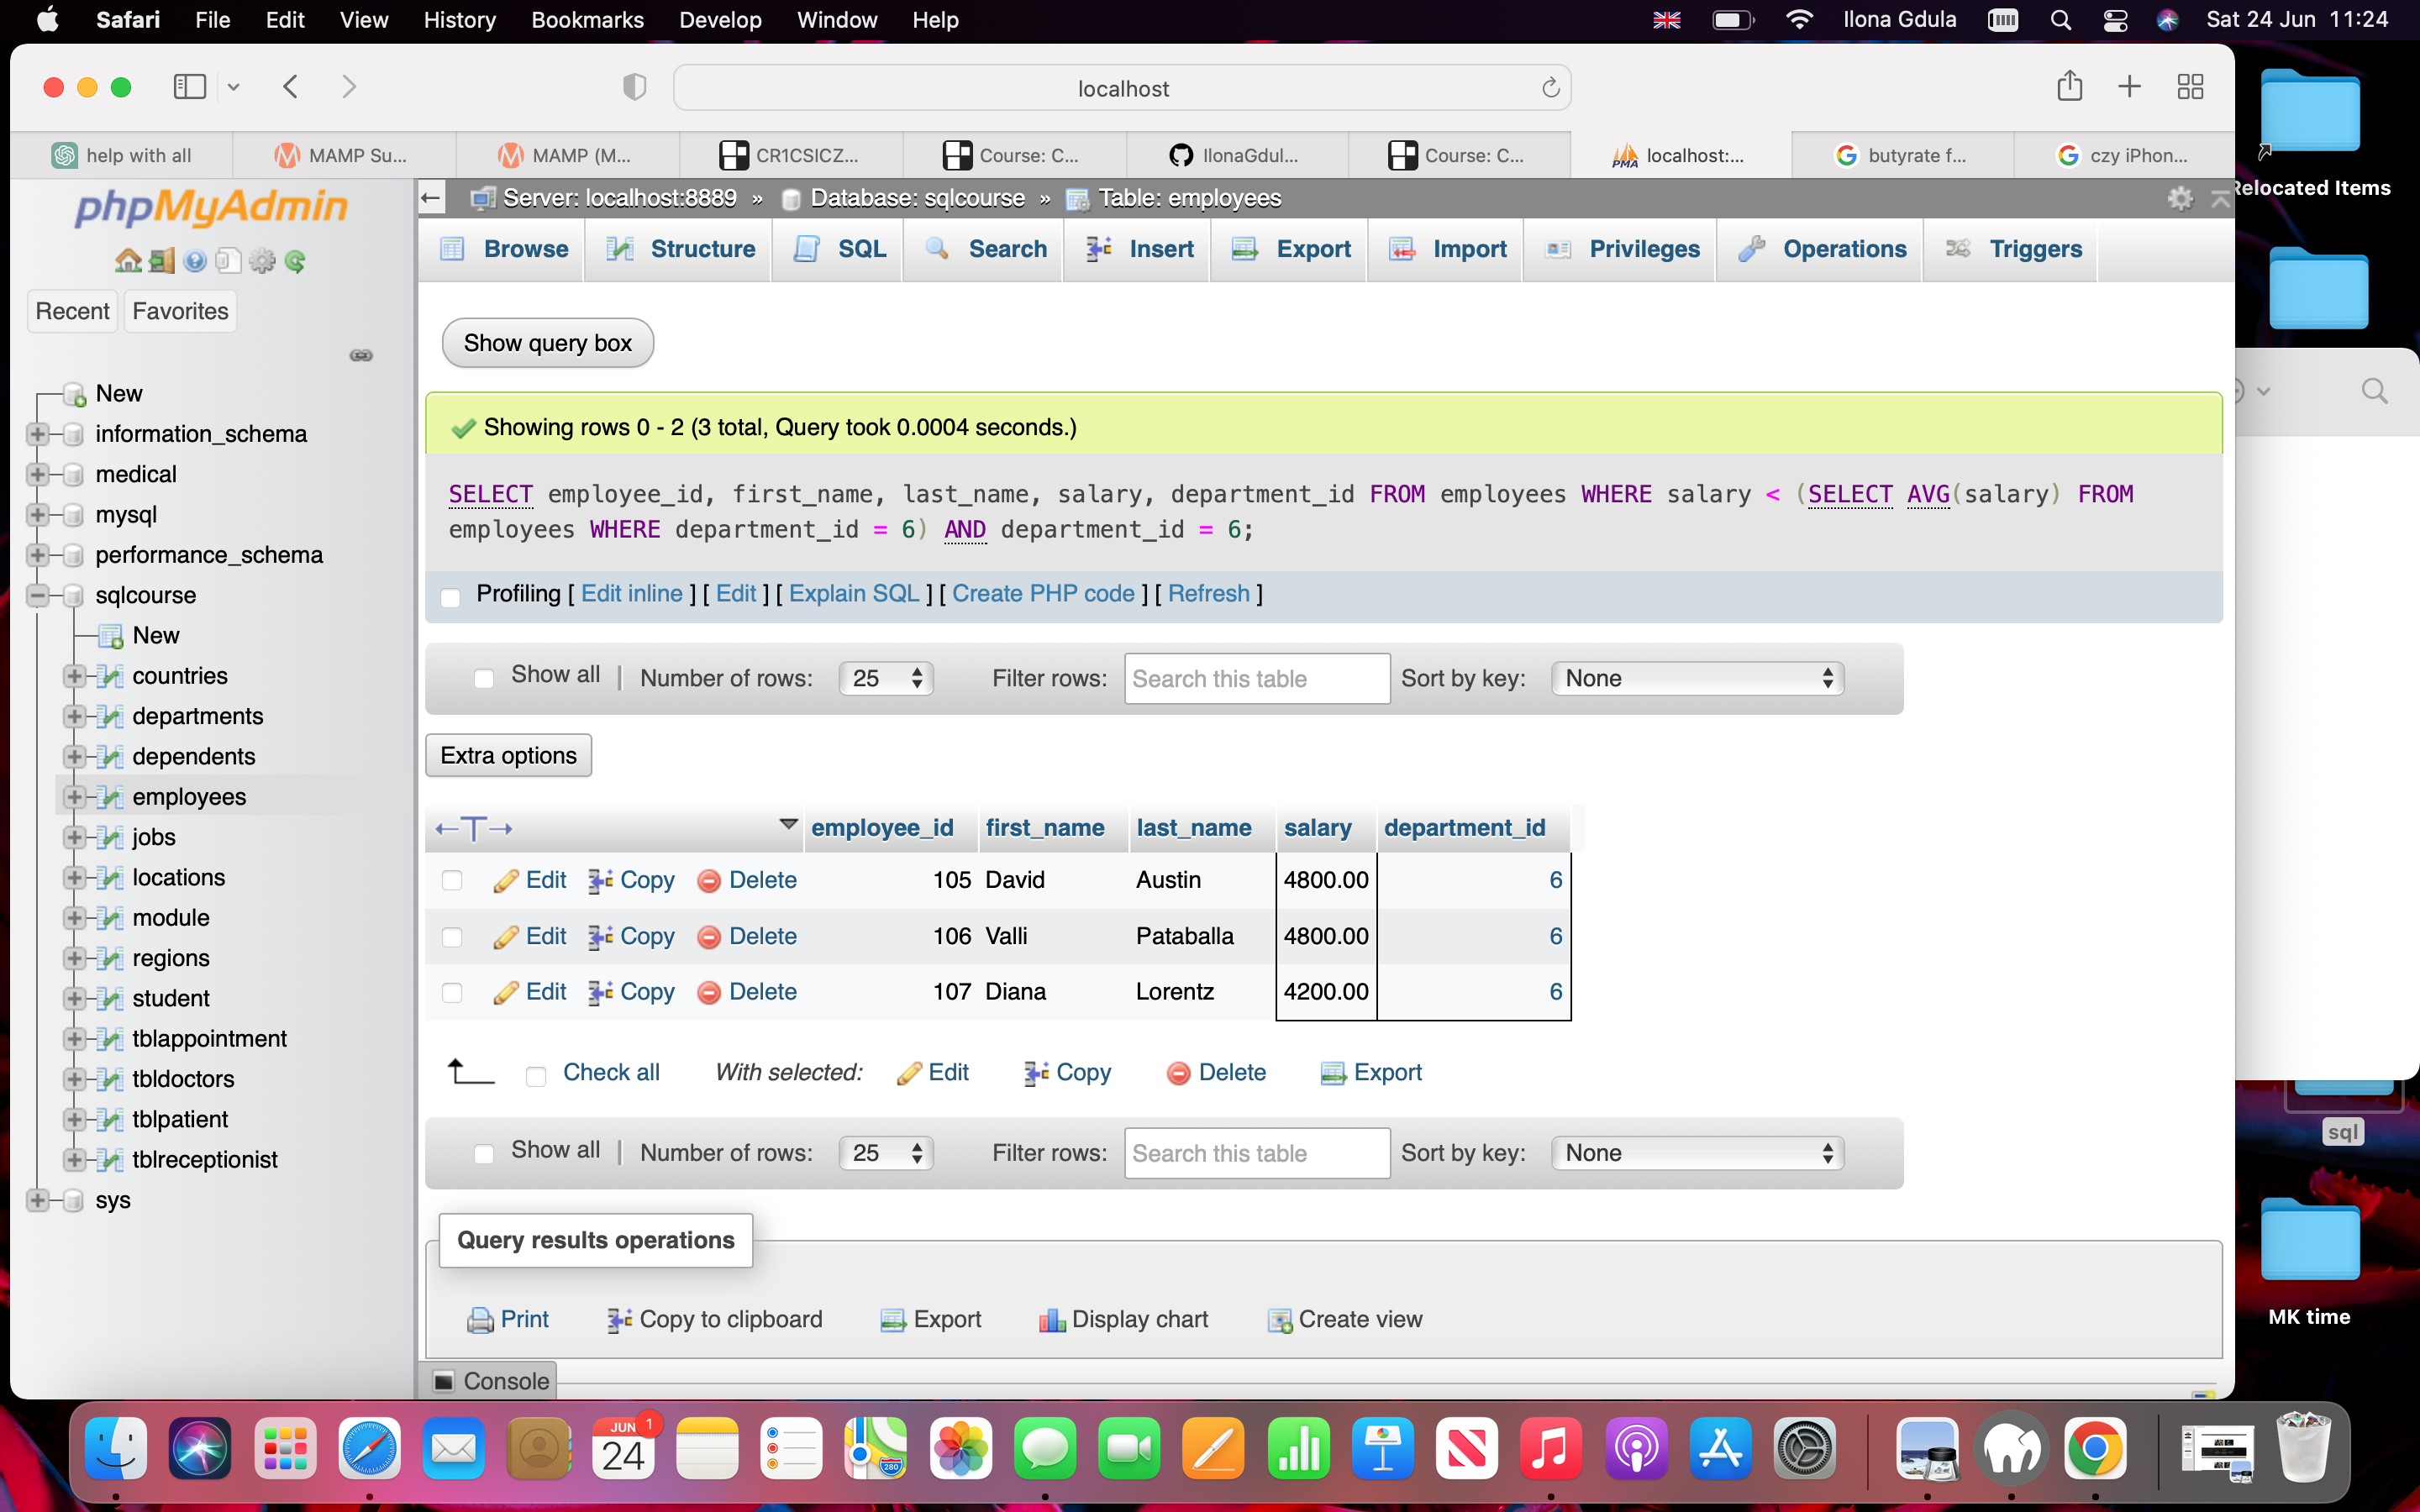 Safari File Edit View History Bookmarks Develop Window Help Ilona Gdula Sat 24 Jun 11:24
localhost
help with all MAMP Su... MAMP (M... CR1CSICZ... Course: C... IlonaGdul... Course: C... localhost:... butyrate f... czy iPhon...
Relocated Items
phpMyAdmin
Recent Favorites
New
information_schema
medical
mysql
performance_schema
sqlcourse
New
countries
departments
dependents
employees
jobs
locations
module
regions
student
tblappointment
tbldoctors
tblpatient
tblreceptionist
sys
Server: localhost:8889 » Database: sqlcourse » Table: employees
Browse Structure SQL Search Insert Export Import Privileges Operations Triggers
Show query box
Showing rows 0 - 2 (3 total, Query took 0.0004 seconds.)
SELECT employee_id, first_name, last_name, salary, department_id FROM employees WHERE salary < (SELECT AVG(salary) FROM
employees WHERE department_id = 6) AND department_id = 6;
Profiling [ Edit inline ] [ Edit ] [ Explain SQL ] [ Create PHP code ] [ Refresh ]
Show all | Number of rows: 25 Filter rows: Search this table Sort by key: None
Extra options
←T→ employee_id first_name last_name salary department_id
Edit Copy Delete 105 David Austin 4800.00 6
Edit Copy Delete 106 Valli Pataballa 4800.00 6
Edit Copy Delete 107 Diana Lorentz 4200.00 6
Check all With selected: Edit Copy Delete Export
Show all | Number of rows: 25 Filter rows: Search this table Sort by key: None
Query results operations
Print Copy to clipboard Export Display chart Create view
Console
sql
MK time
JUN 1
24
280